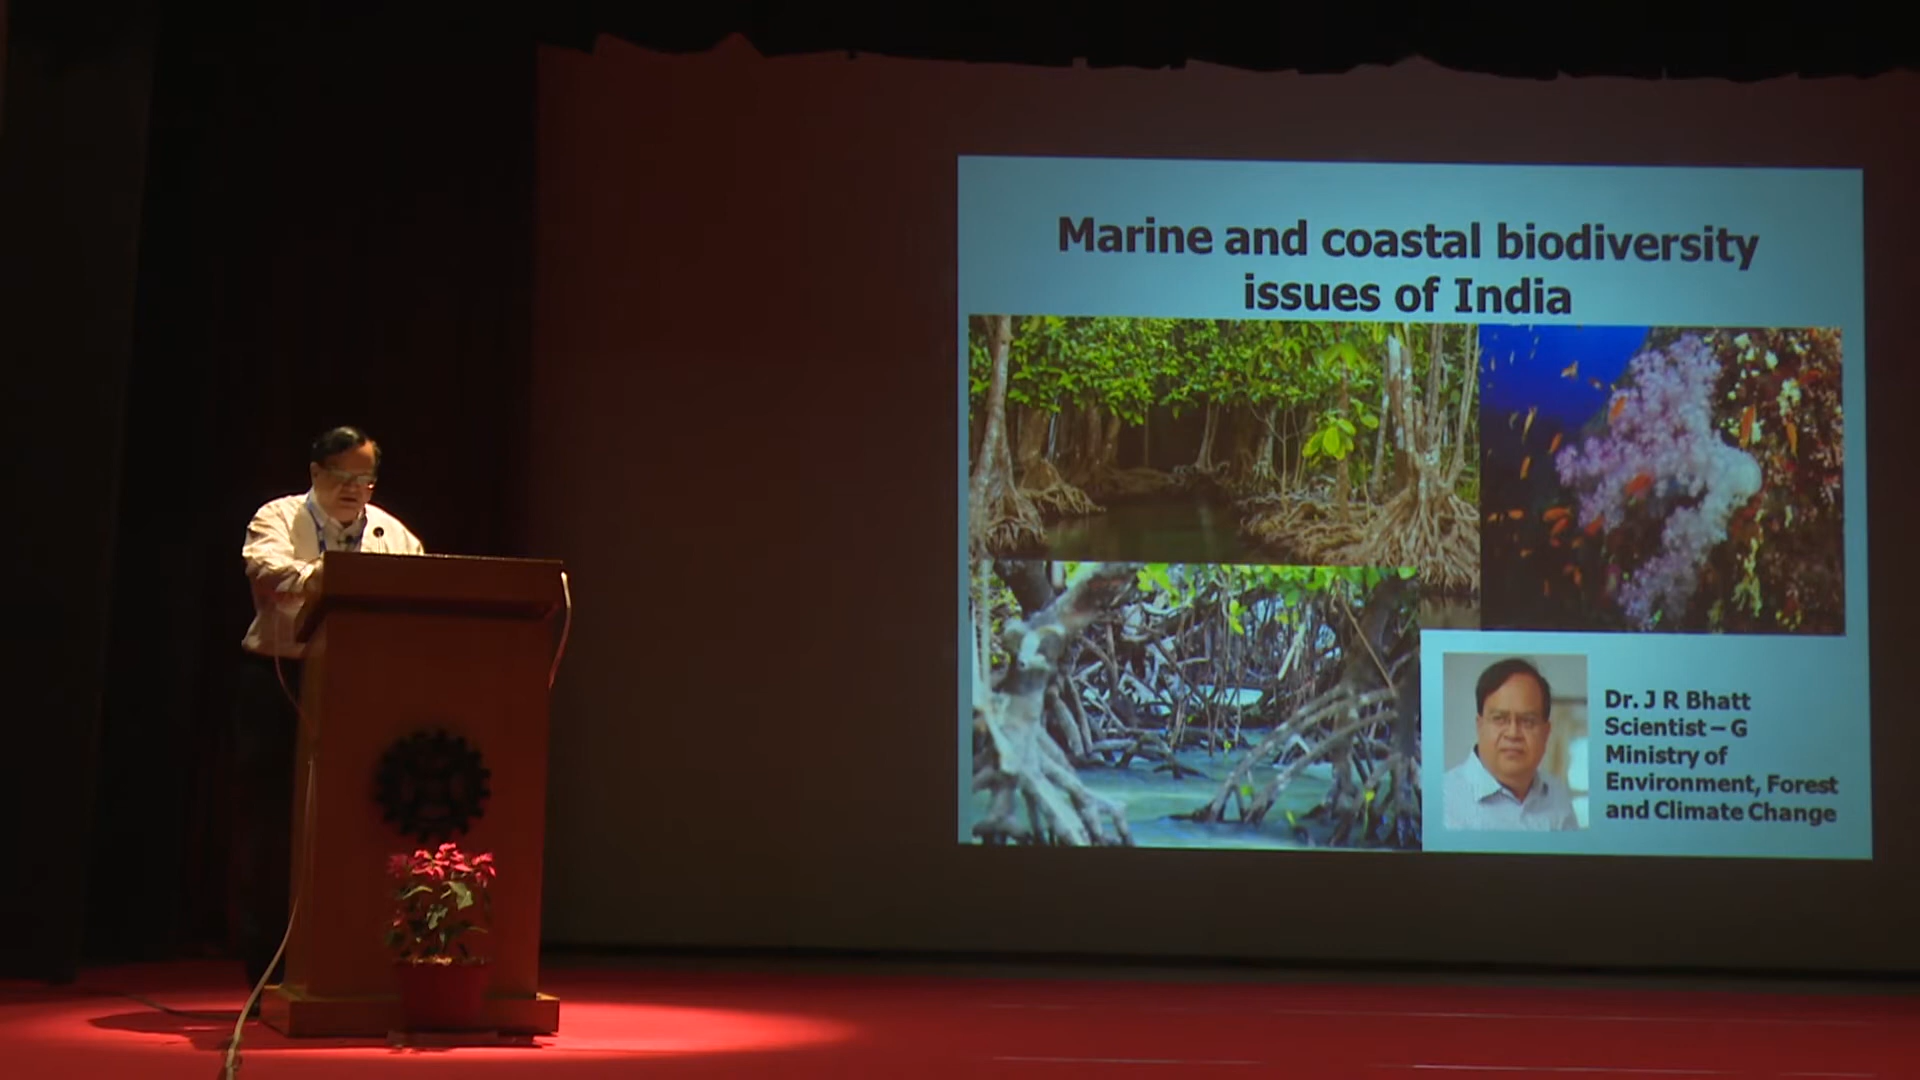 Marine and coastal biodiversity
issues of India
Dr. J R Bhatt
Scientist – G
Ministry of
Environment, Forest
and Climate Change